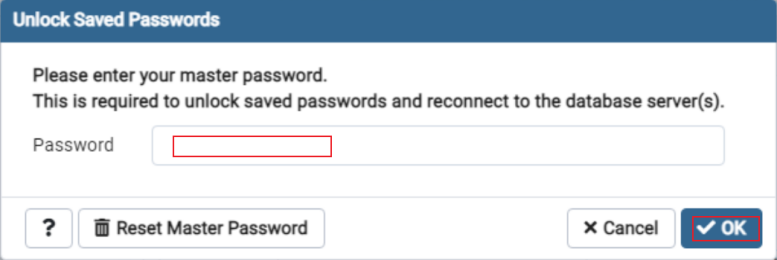 Unlock Saved Passwords
Please enter your master password.
This is required to unlock saved passwords and reconnect to the database server(s).
Password
?
Reset Master Password
Cancel
OK